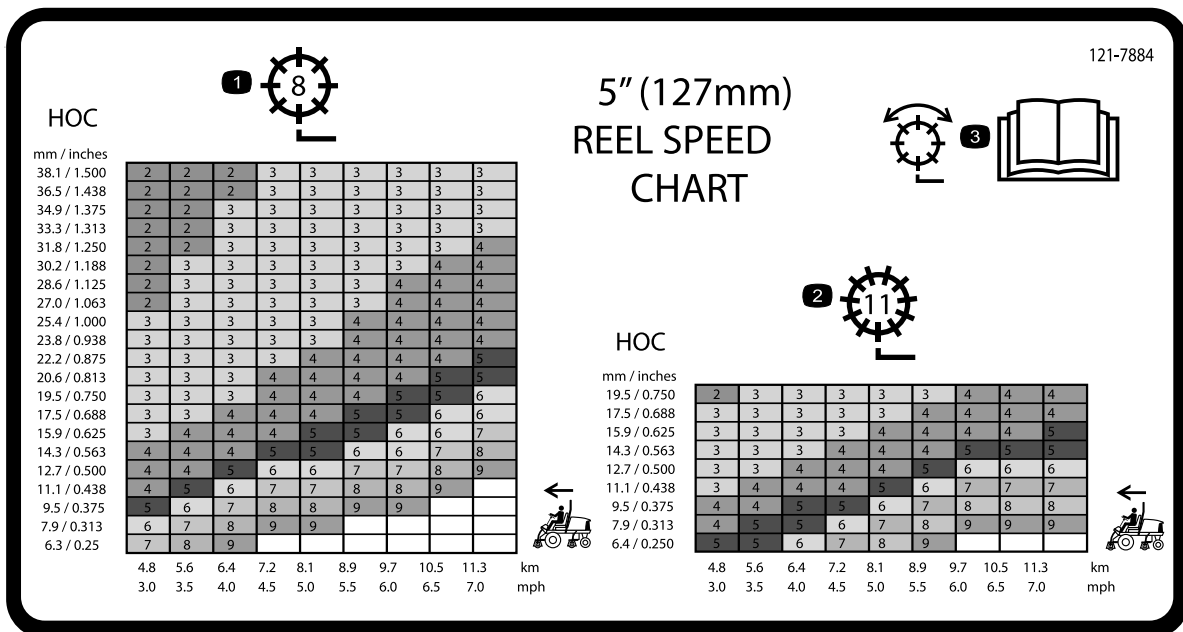 121-7884
5" (127mm)
REEL SPEED
CHART
1
8
3
HOC
mm / inches
38.1 / 1.500 2 2 2 3 3 3 3 3 3
36.5 / 1.438 2 2 2 3 3 3 3 3 3
34.9 / 1.375 2 2 3 3 3 3 3 3 3
33.3 / 1.313 2 2 3 3 3 3 3 3 3
31.8 / 1.250 2 2 3 3 3 3 3 3 4
30.2 / 1.188 2 3 3 3 3 3 3 4 4
28.6 / 1.125 2 3 3 3 3 3 4 4 4
27.0 / 1.063 2 3 3 3 3 3 4 4 4
25.4 / 1.000 3 3 3 3 3 4 4 4 4
23.8 / 0.938 3 3 3 3 3 4 4 4 4
22.2 / 0.875 3 3 3 3 4 4 4 4 5
20.6 / 0.813 3 3 3 4 4 4 4 5 5
19.5 / 0.750 3 3 3 4 4 4 5 5 6
17.5 / 0.688 3 3 4 4 4 5 5 6 6
15.9 / 0.625 3 4 4 4 5 5 6 6 7
14.3 / 0.563 4 4 4 5 5 6 6 7 8
12.7 / 0.500 4 4 5 6 6 7 7 8 9
11.1 / 0.438 4 5 6 7 7 8 8 9
9.5 / 0.375 5 6 7 8 8 9 9
7.9 / 0.313 6 7 8 9 9
6.3 / 0.25 7 8 9
4.8 5.6 6.4 7.2 8.1 8.9 9.7 10.5 11.3 km
3.0 3.5 4.0 4.5 5.0 5.5 6.0 6.5 7.0 mph
2
11
HOC
mm / inches
19.5 / 0.750 2 3 3 3 3 3 4 4 4
17.5 / 0.688 3 3 3 3 3 4 4 4 4
15.9 / 0.625 3 3 3 3 4 4 4 4 5
14.3 / 0.563 3 3 3 4 4 4 5 5 5
12.7 / 0.500 3 3 4 4 4 5 6 6 6
11.1 / 0.438 3 4 4 4 5 6 7 7 7
9.5 / 0.375 4 4 5 5 6 7 8 8 8
7.9 / 0.313 4 5 5 6 7 8 9 9 9
6.4 / 0.250 5 5 6 7 8 9
4.8 5.6 6.4 7.2 8.1 8.9 9.7 10.5 11.3 km
3.0 3.5 4.0 4.5 5.0 5.5 6.0 6.5 7.0 mph